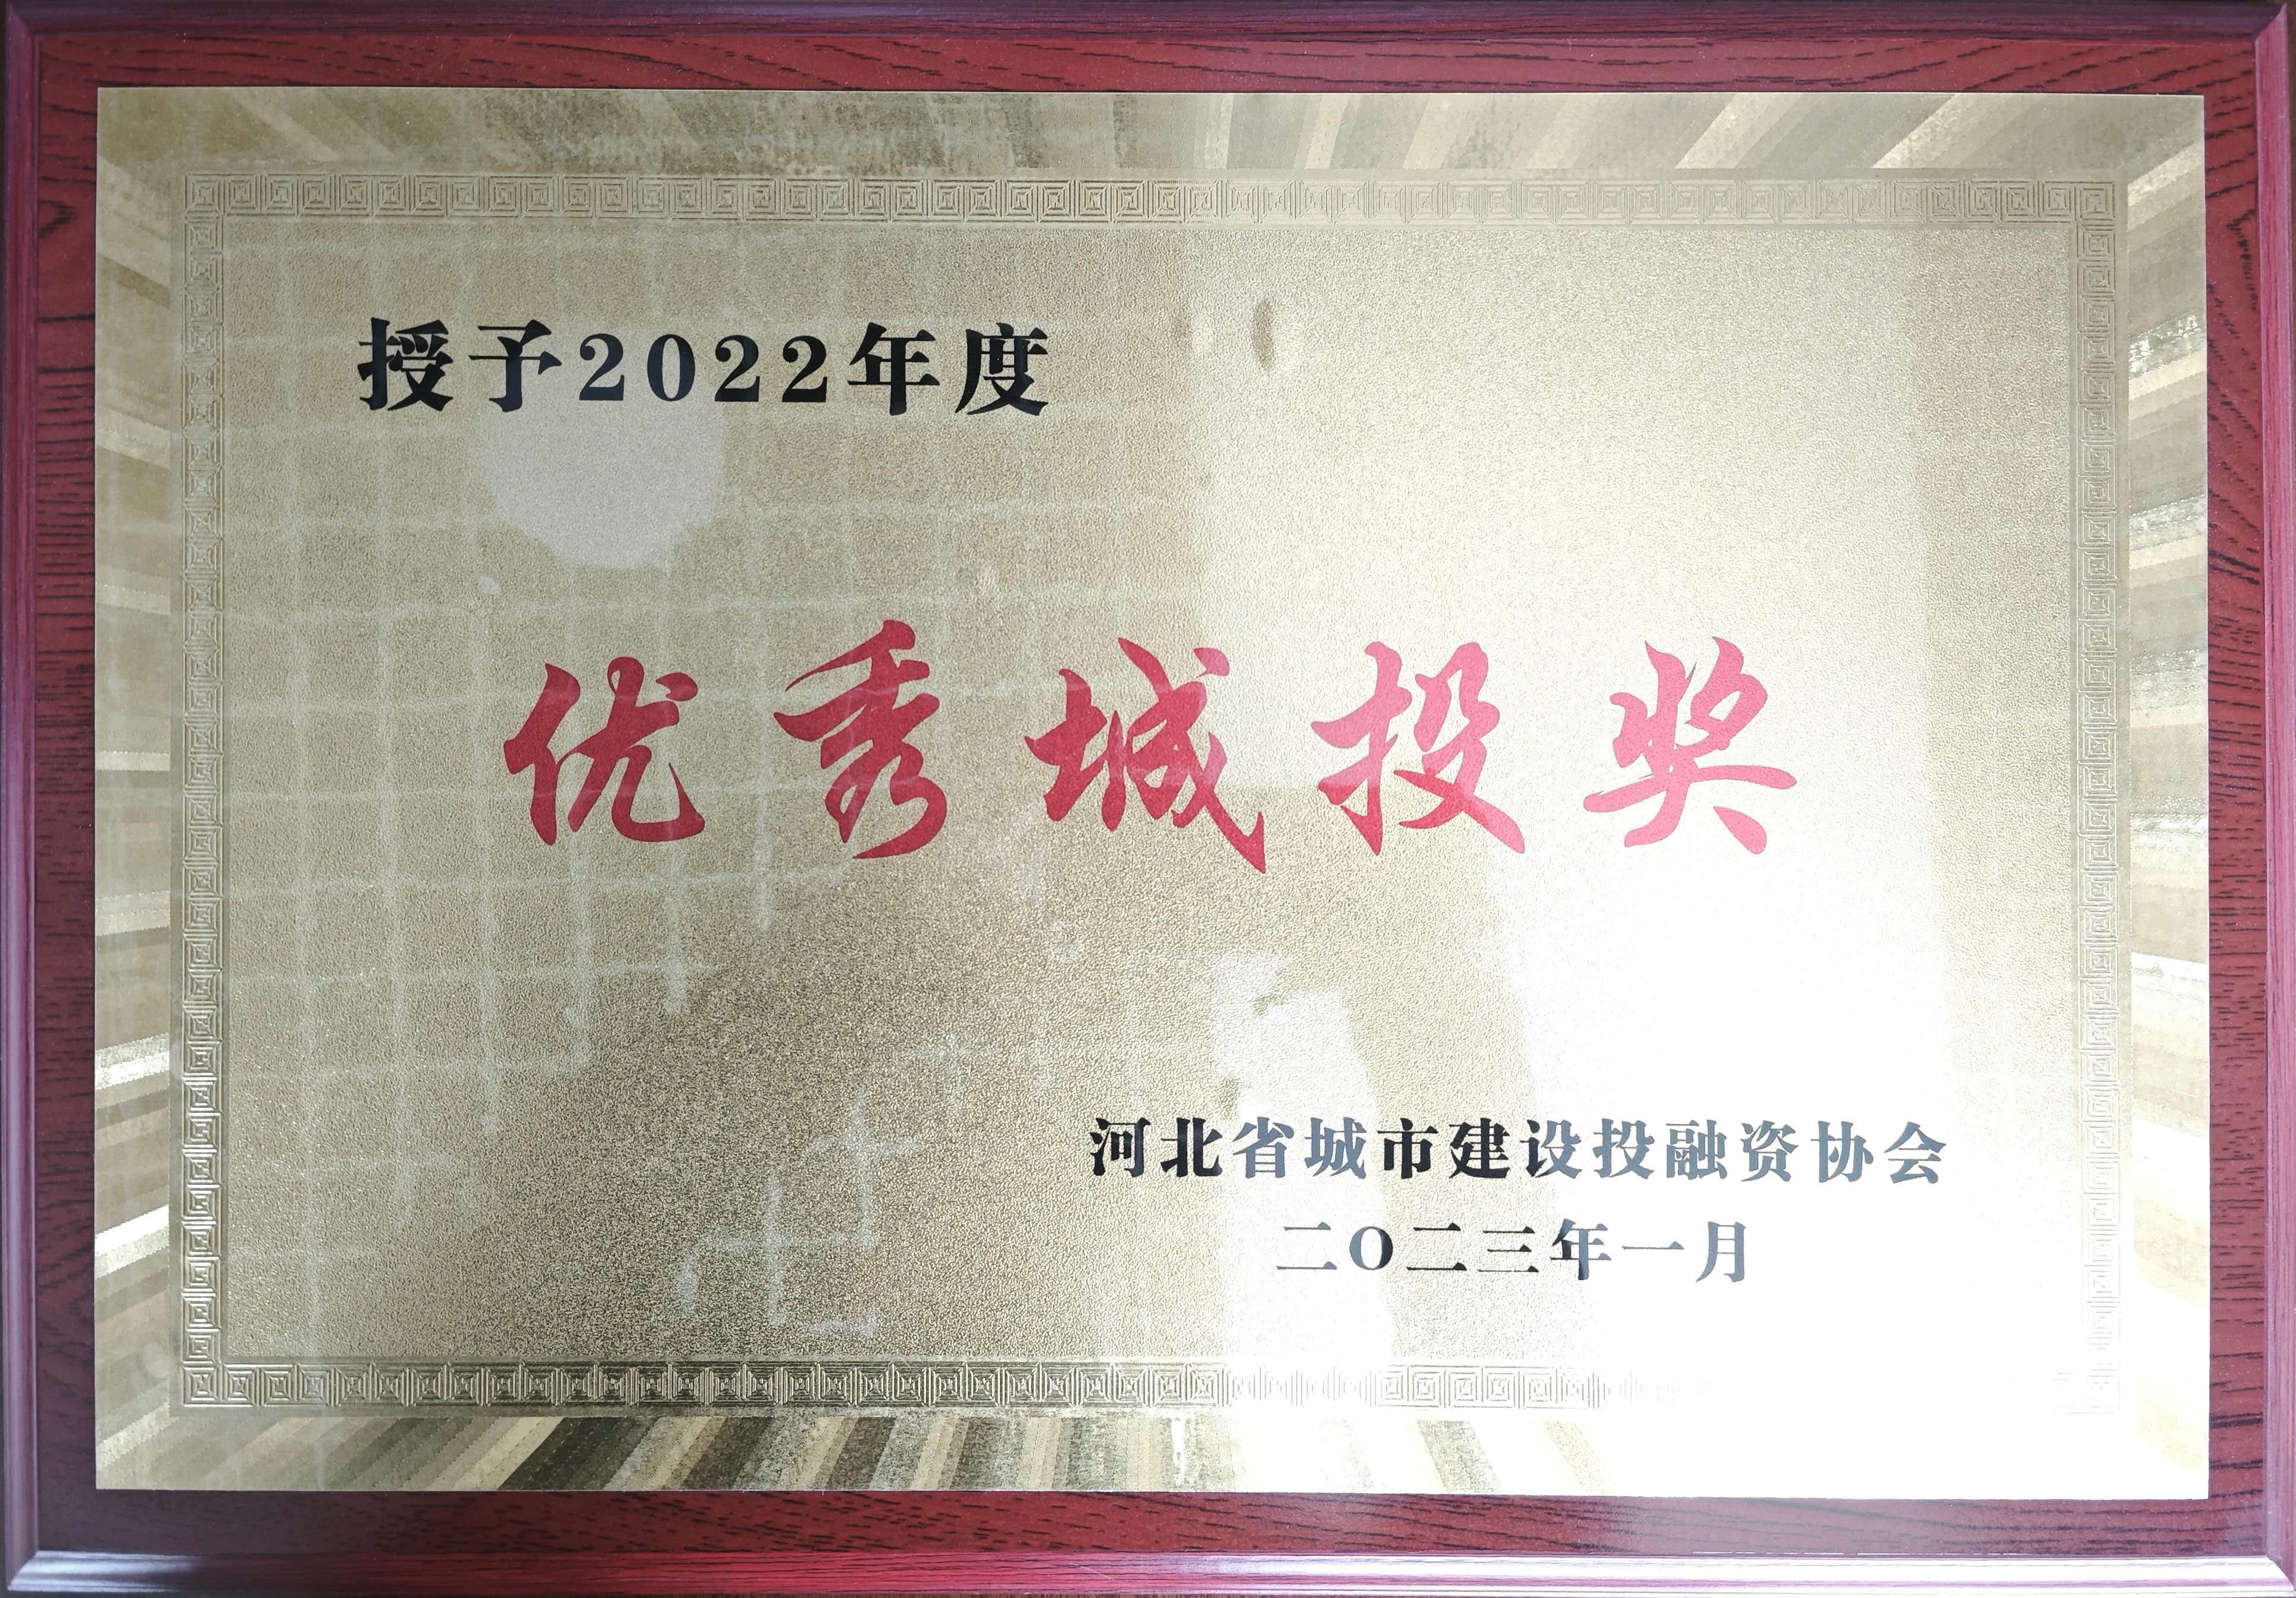 授予2022年度
优秀城投奖
河北省城市建设投融资协会
二〇二三年一月